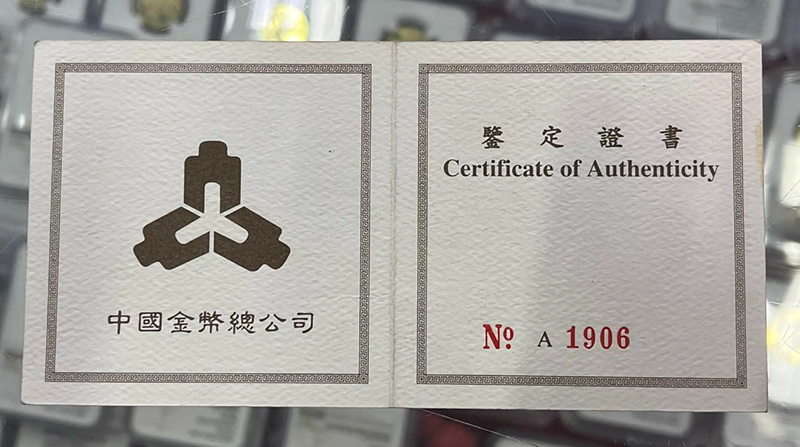 中國金幣總公司
鑒定證書
Certificate of Authenticity
Nº A 1906